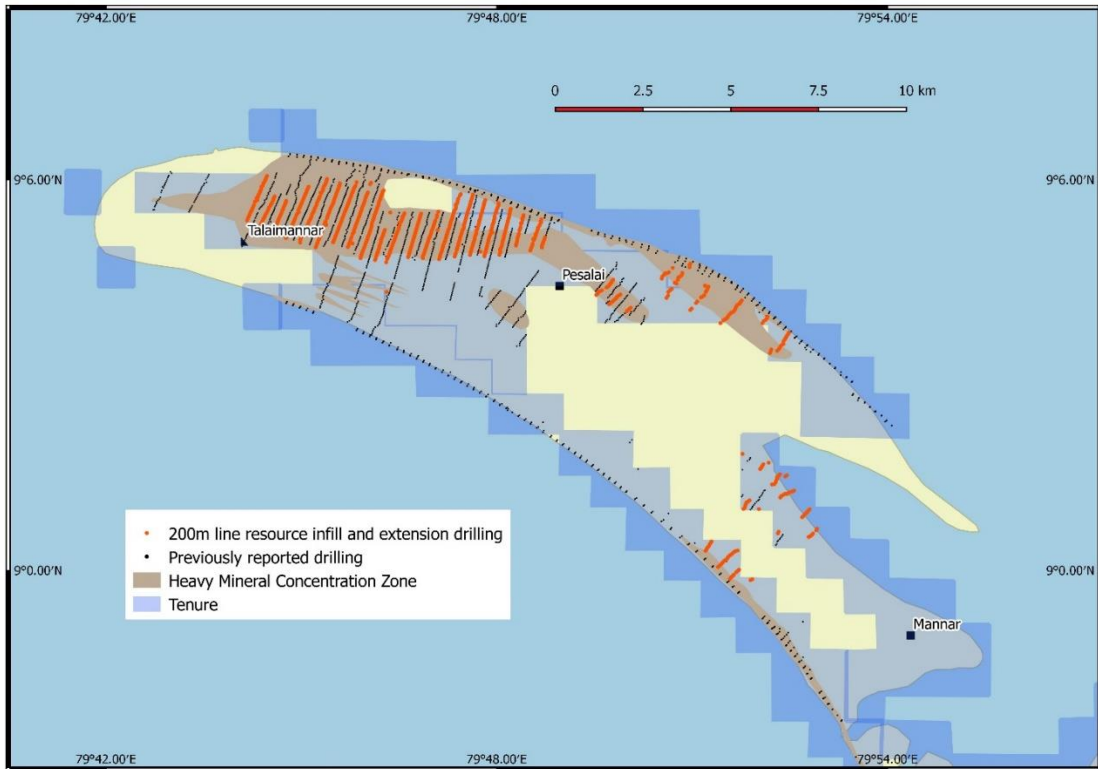 79°42.00′E 79°48.00′E 79°54.00′E
0 2.5 5 7.5 10 km
9°6.00′N 9°6.00′N
Talaimannar
Pesalai
200m line resource infill and extension drilling
Previously reported drilling
Heavy Mineral Concentration Zone
Tenure
9°0.00′N 9°0.00′N
Mannar
79°42.00′E 79°48.00′E 79°54.00′E